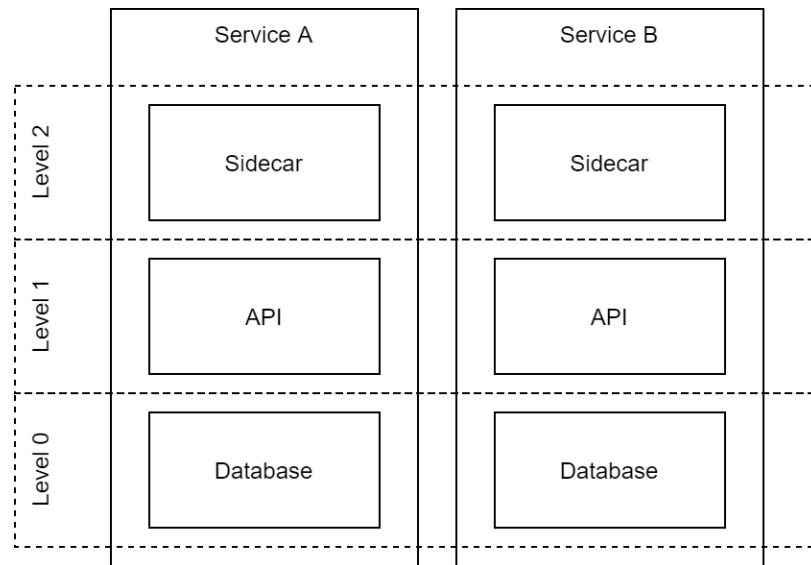 Service A
Service B
Level 2
Sidecar
Sidecar
Level 1
API
API
Level 0
Database
Database